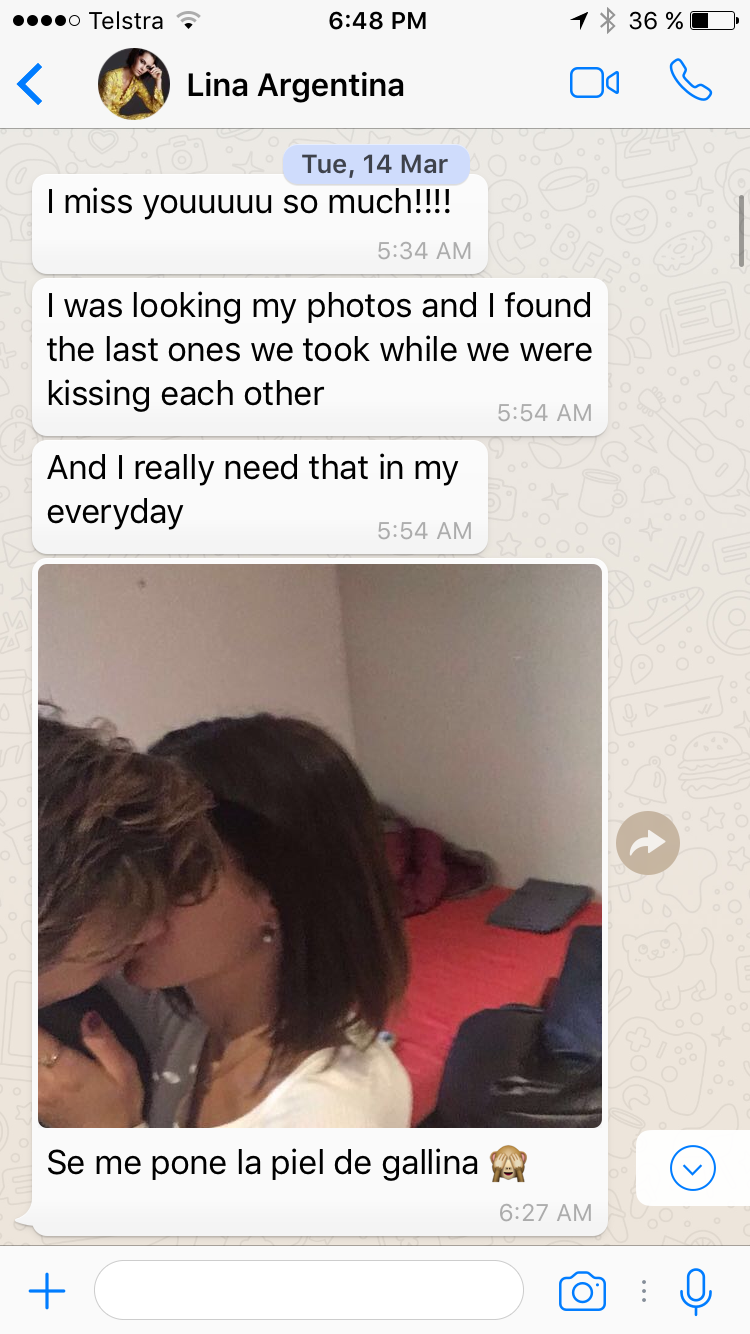 Telstra 6:48 PM 36 %
Lina Argentina
Tue, 14 Mar
I miss youuuuu so much!!!!
5:34 AM
I was looking my photos and I found
the last ones we took while we were
kissing each other
5:54 AM
And I really need that in my
everyday
5:54 AM
Se me pone la piel de gallina 🙈
6:27 AM